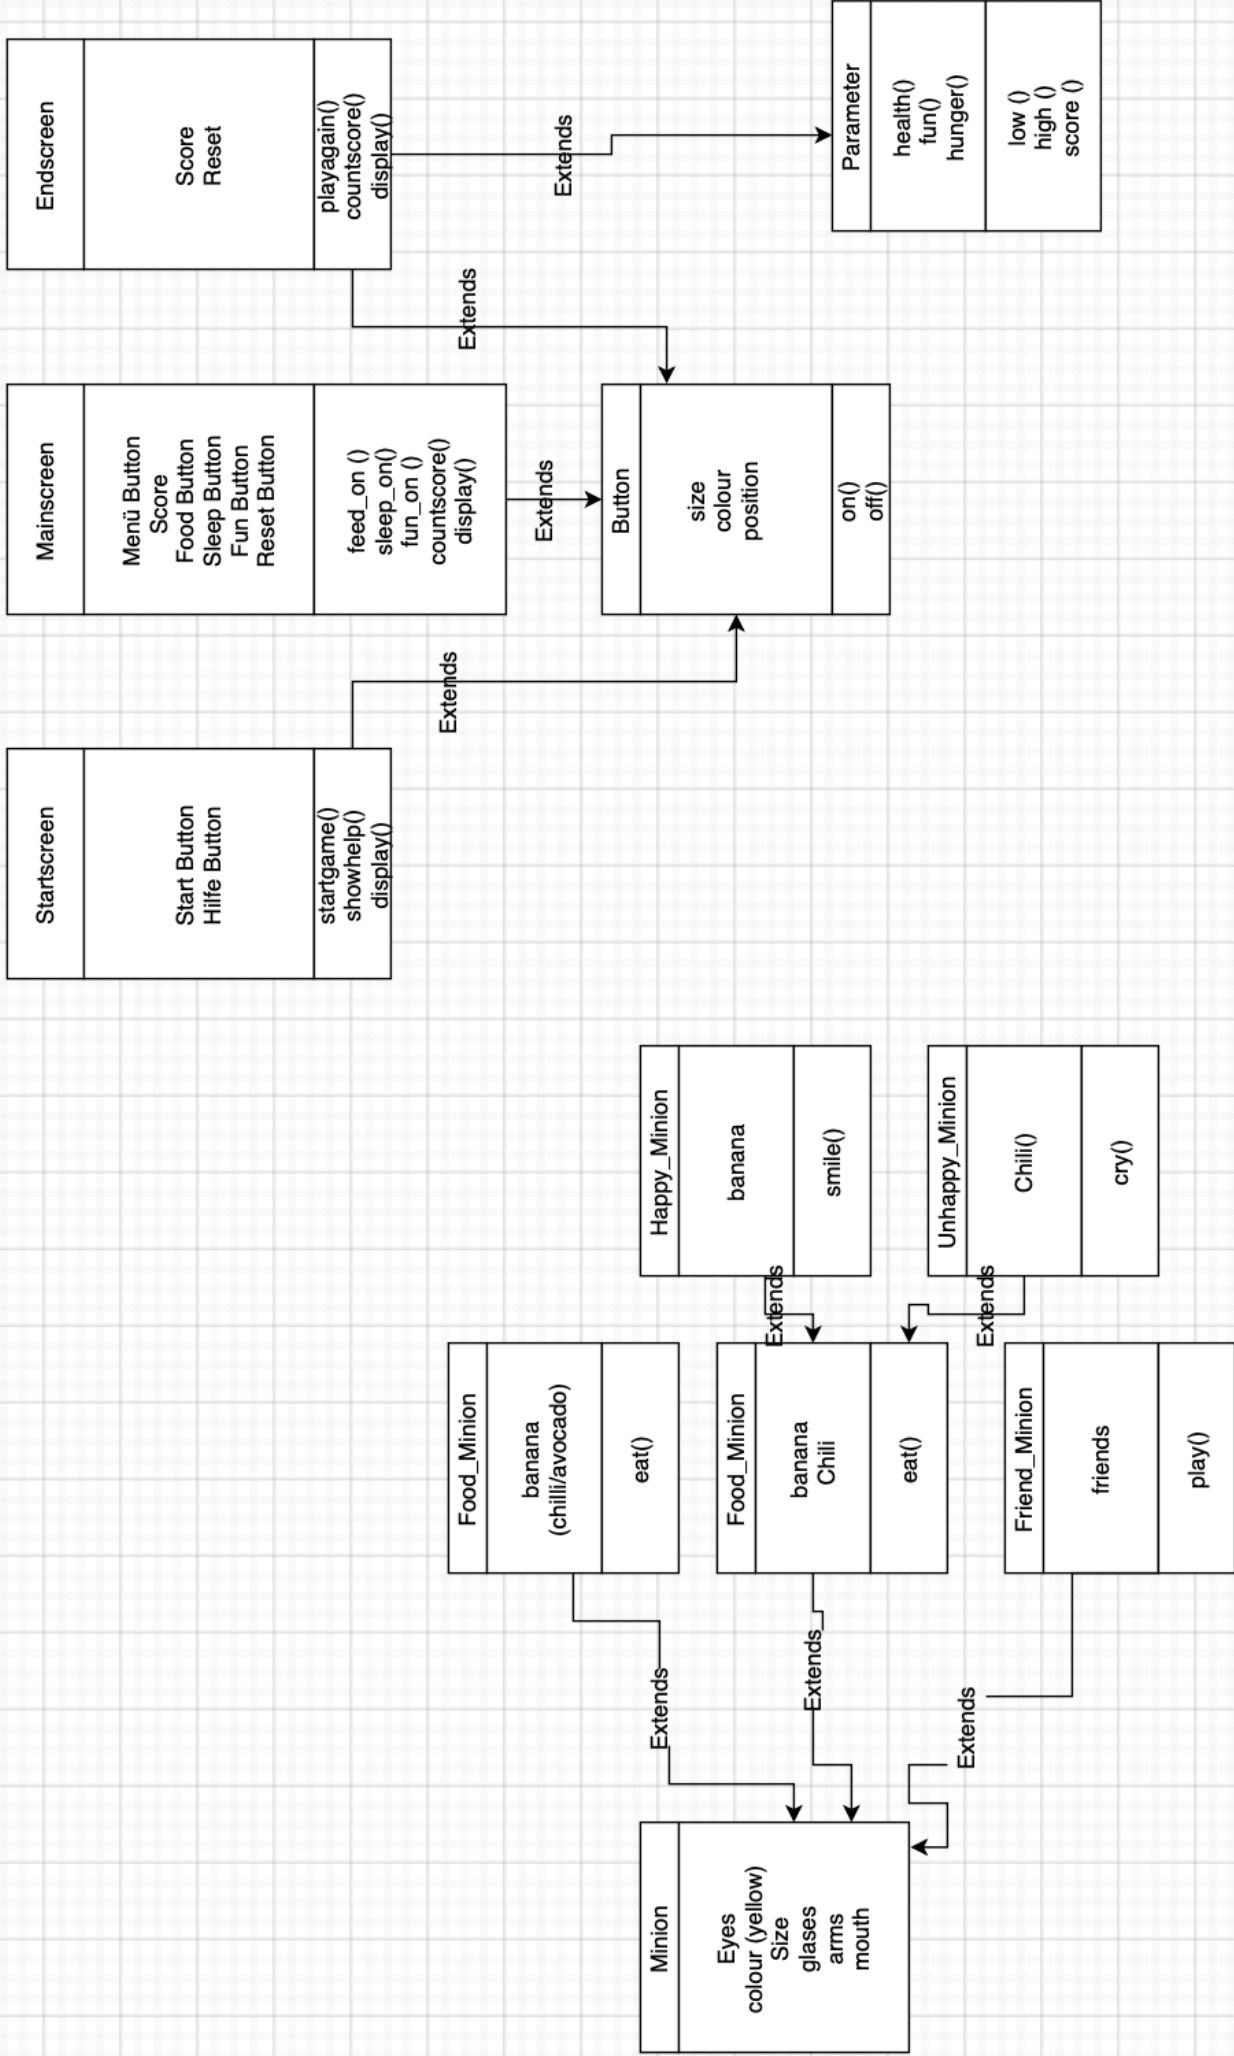 Minion
Eyes
colour (yellow)
Size
glases
arms
mouth
Extends
Extends
Extends
Food_Minion
banana
(chilli/avocado)
eat()
Food_Minion
banana
Chili
eat()
Friend_Minion
friends
play()
Extends
Extends
Happy_Minion
banana
smile()
Unhappy_Minion
Chili()
cry()
Startscreen
Start Button
Hilfe Button
startgame()
showhelp()
display()
Extends
Mainscreen
Menü Button
Score
Food Button
Sleep Button
Fun Button
Reset Button
feed_on ()
sleep_on()
fun_on ()
countscore()
display()
Extends
Button
size
colour
position
on()
off()
Endscreen
Score
Reset
playagain()
countscore()
display()
Extends
Extends
Parameter
health()
fun()
hunger()
low ()
high ()
score ()